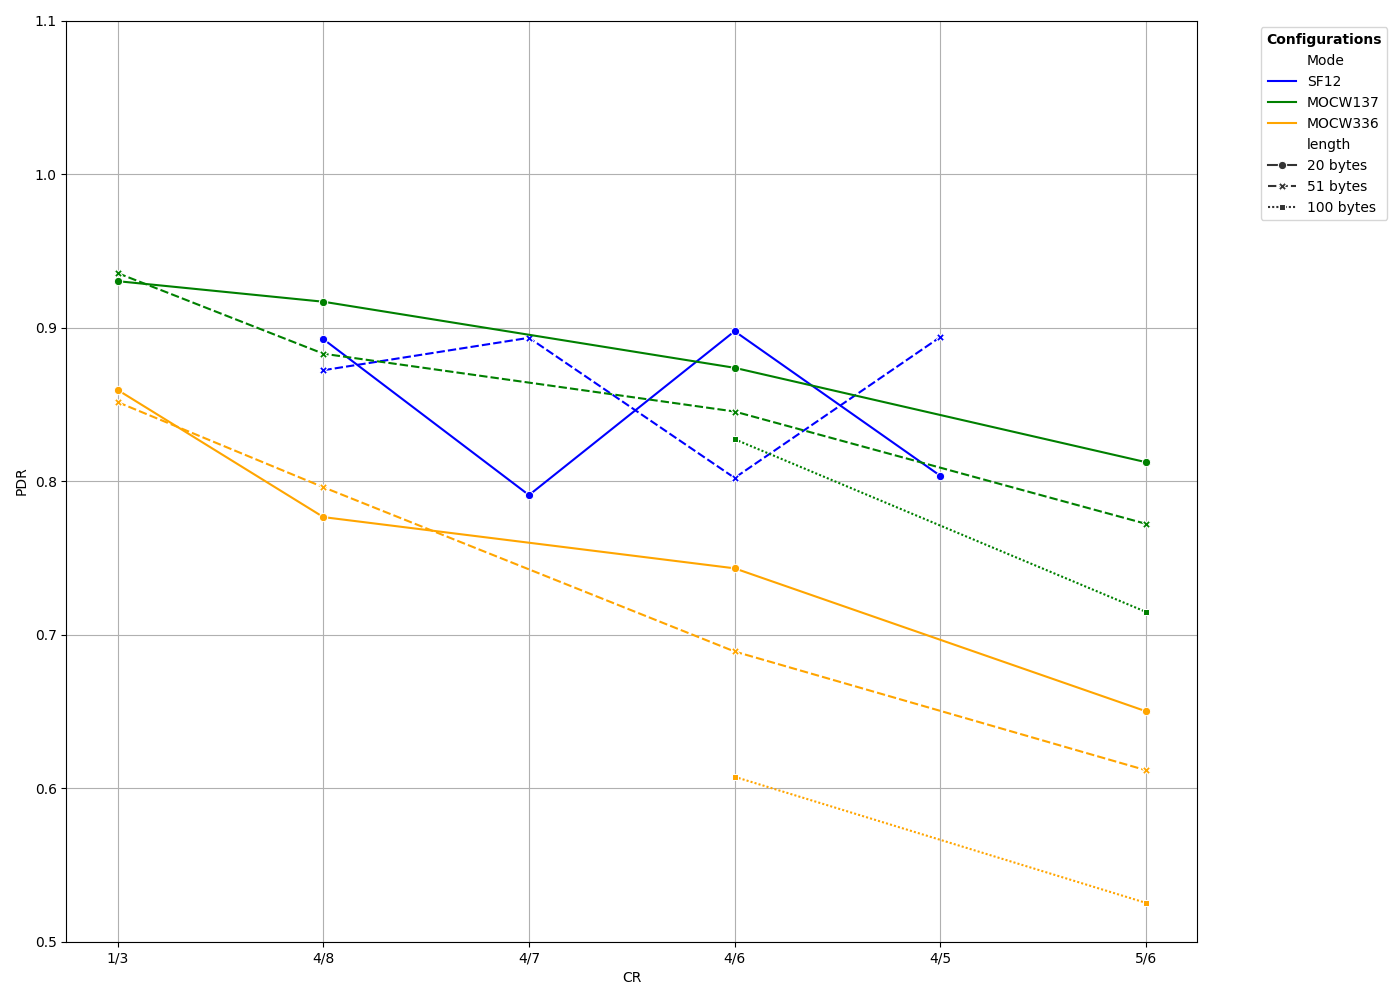 1.1
1.0
0.9
0.8
0.7
0.6
0.5
PDR
1/3 4/8 4/7 4/6 4/5 5/6
CR
Configurations
Mode
SF12
MOCW137
MOCW336
length
20 bytes
51 bytes
100 bytes